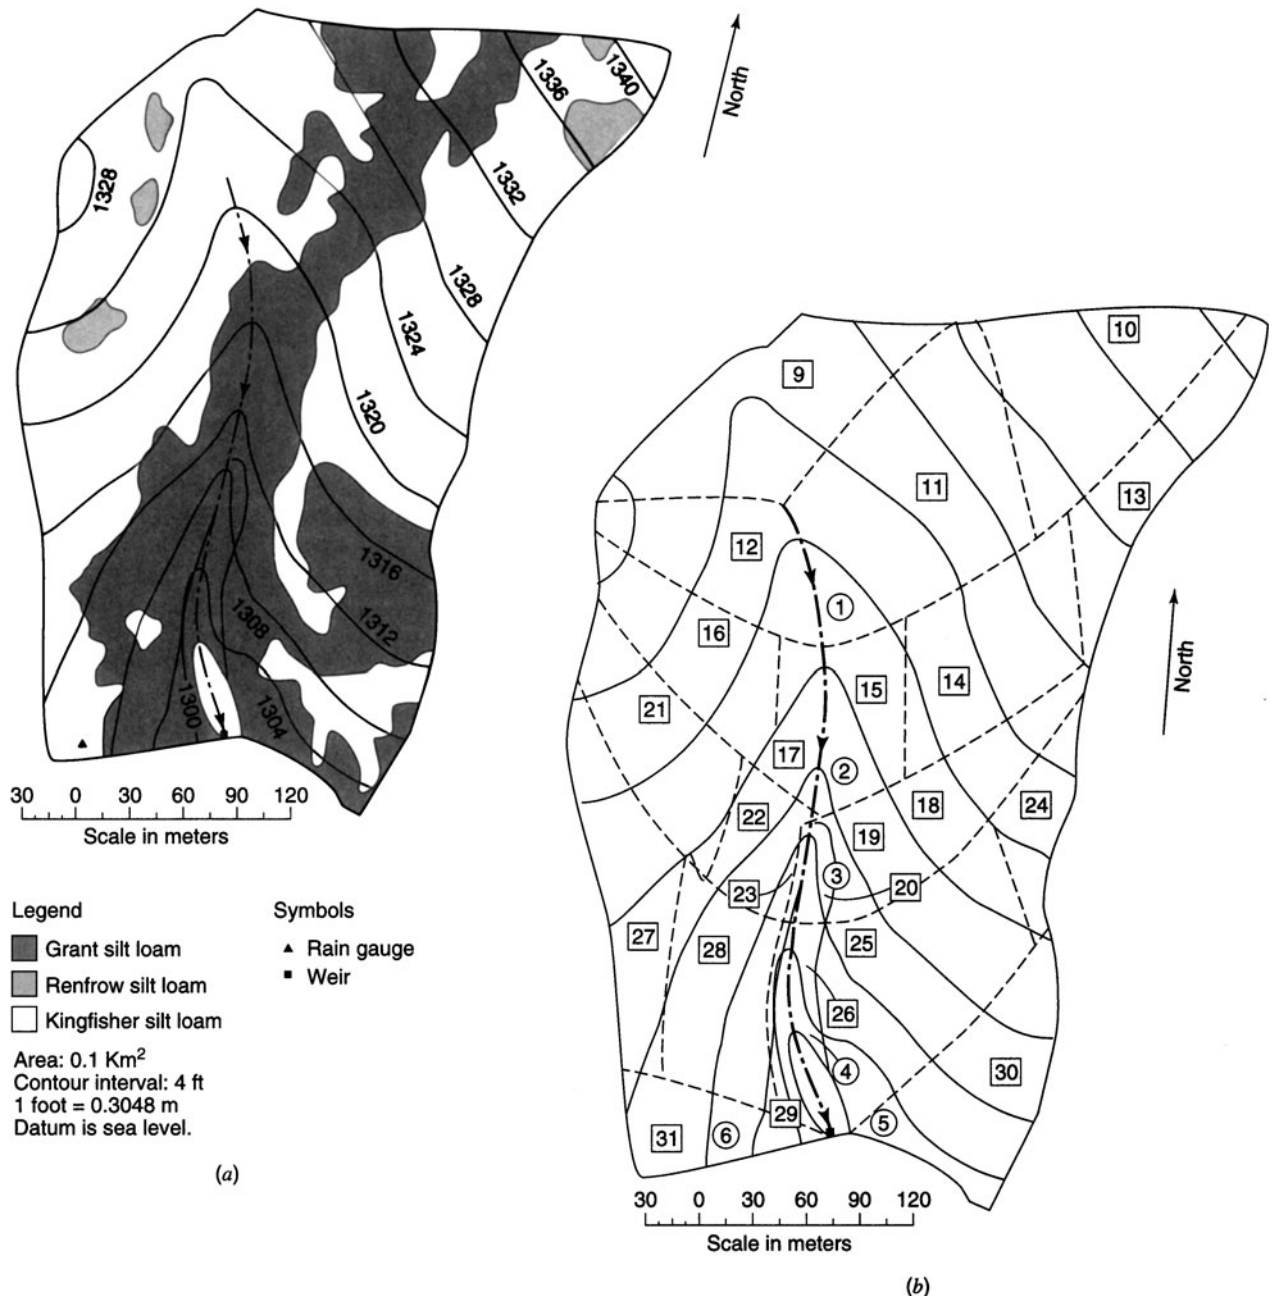 1340
1336
North
1328
1332
1328
1324
1320
1316
1312
1308
1304
1300
30 0 30 60 90 120
Scale in meters
Legend
Grant silt loam
Renfrow silt loam
Kingfisher silt loam
Symbols
Rain gauge
Weir
Area: 0.1 Km²
Contour interval: 4 ft
1 foot = 0.3048 m
Datum is sea level.
(a)
10
9
11
13
12
1
16
North
15
14
21
17
2
22
18
24
19
3
20
23
27
28
25
26
4
30
29
5
31
6
30 0 30 60 90 120
Scale in meters
(b)